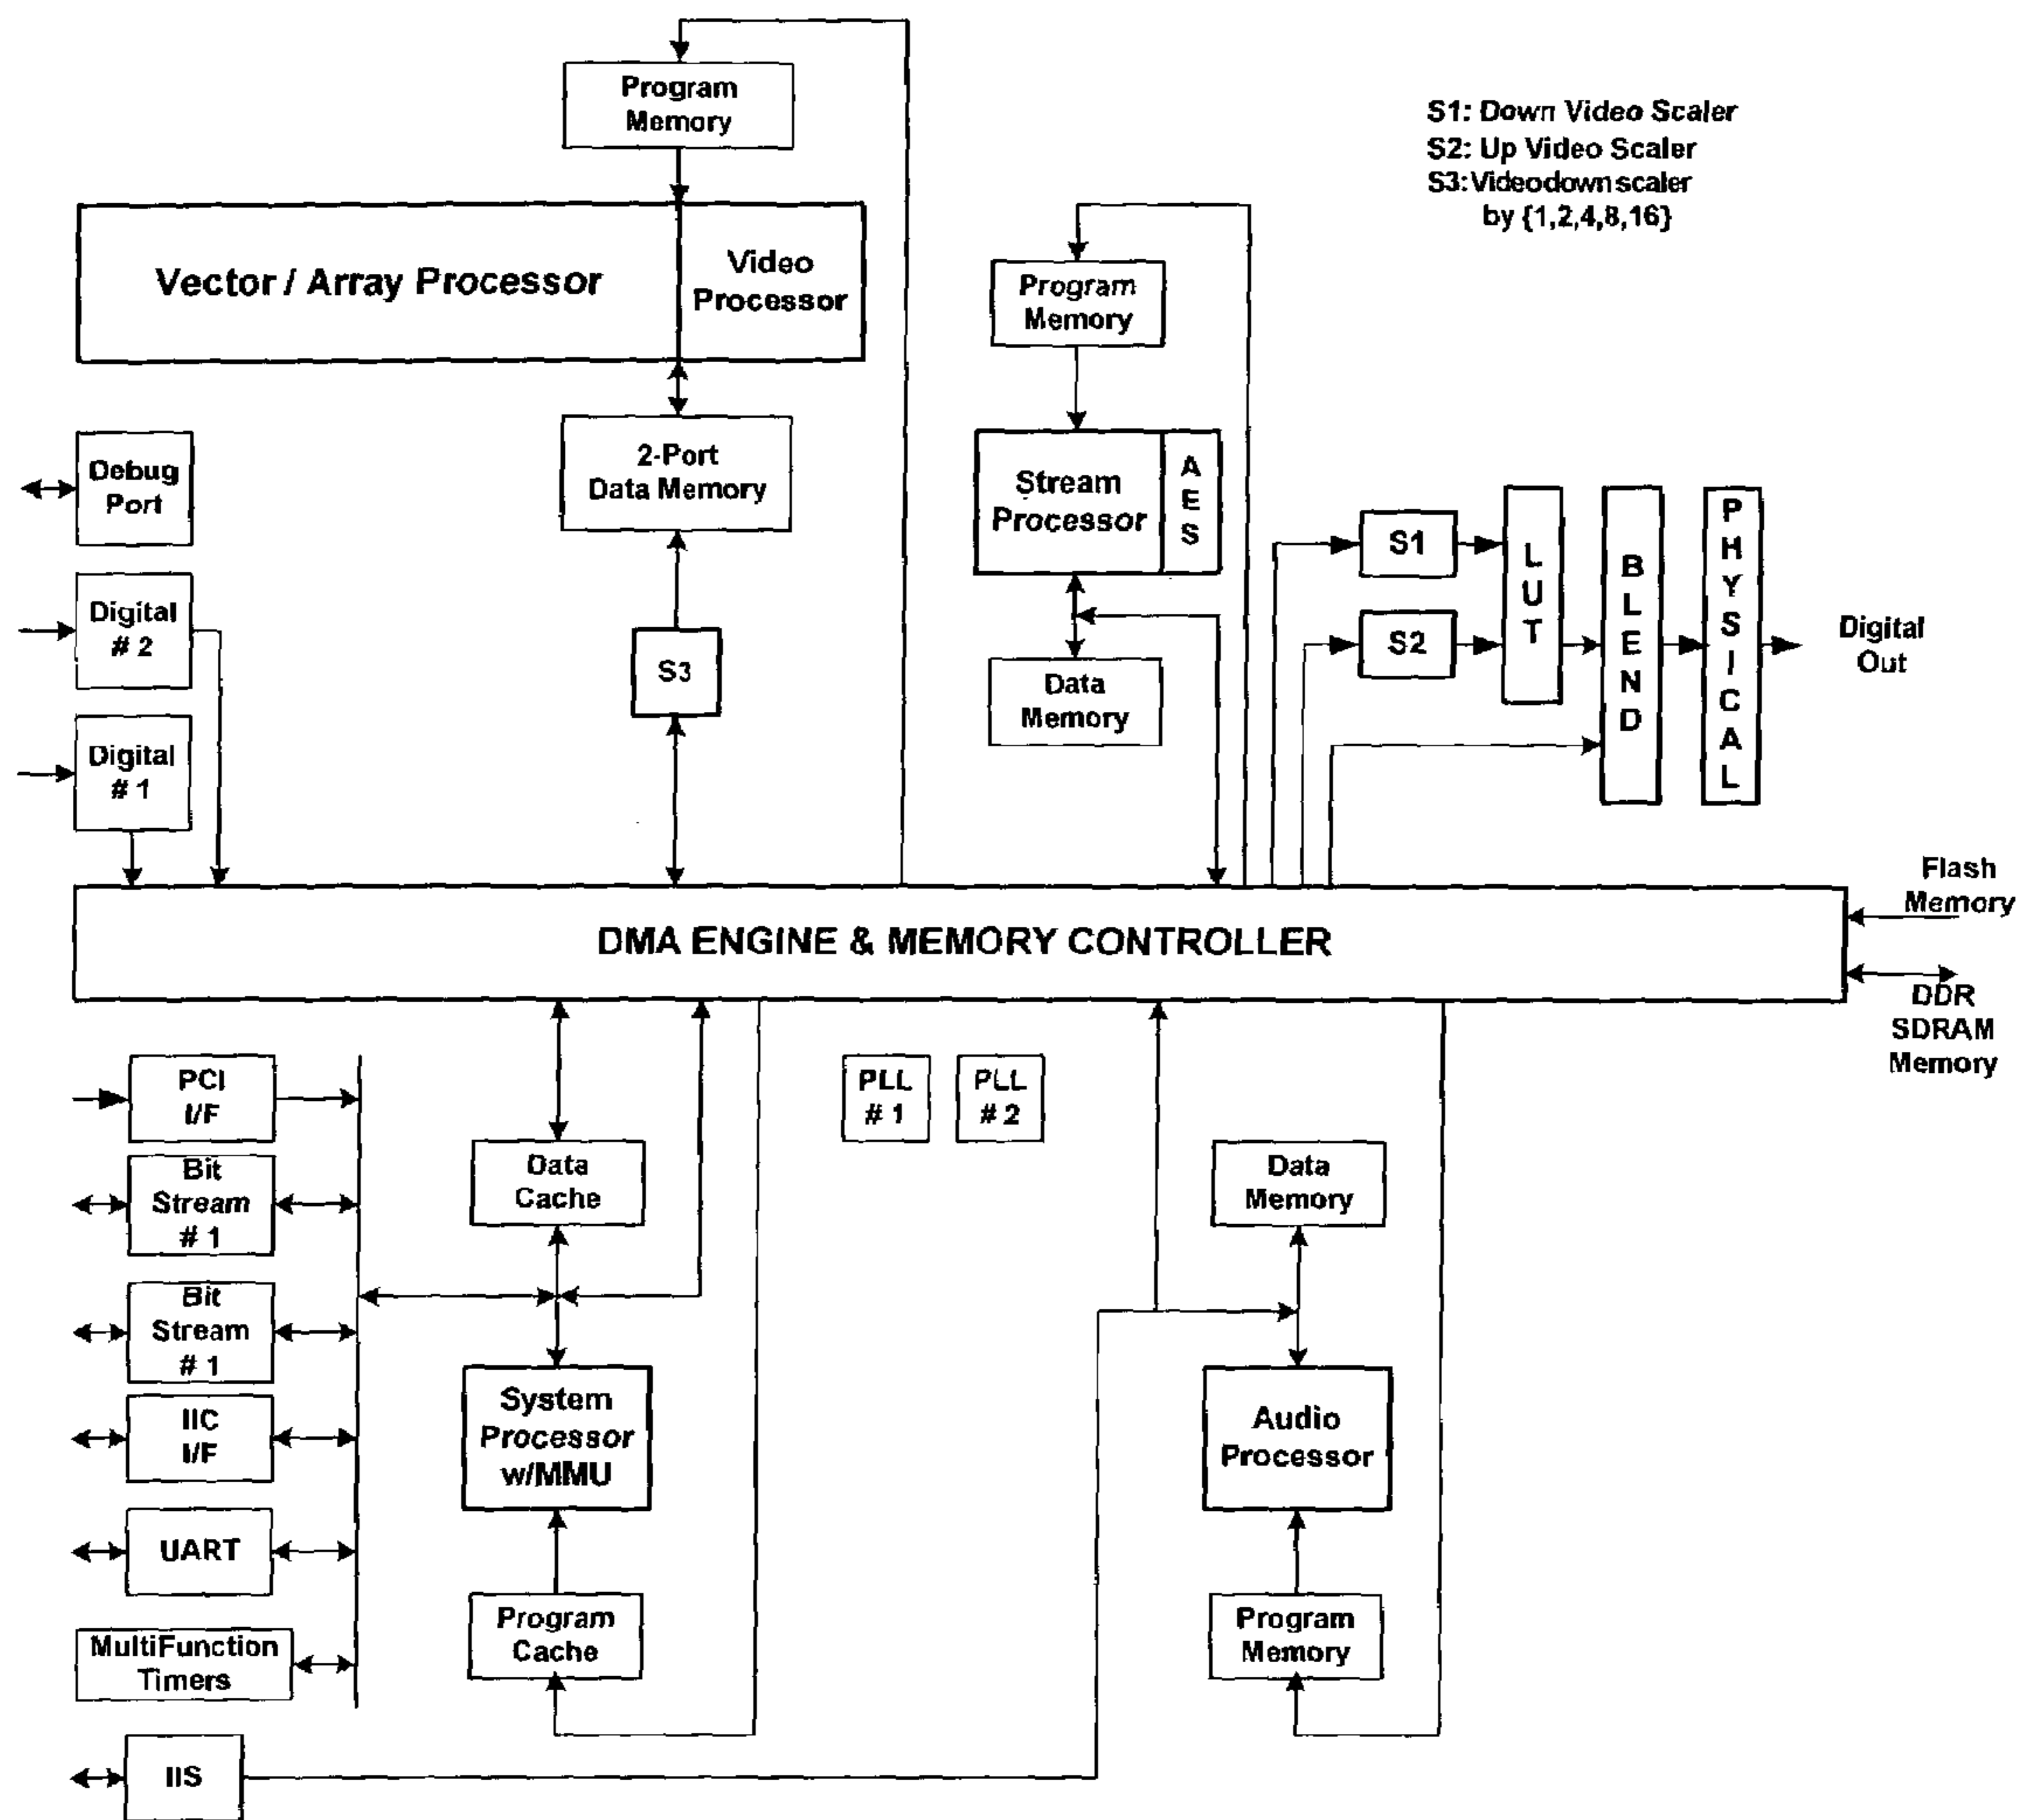 Program
Memory
S1: Down Video Scaler
S2: Up Video Scaler
S3:Videodownscaler
by {1,2,4,8,16}
Vector / Array Processor
Video
Processor
Program
Memory
Debug
Port
2-Port
Data Memory
Stream
Processor
A
E
S
S1
S2
L
U
T
B
L
E
N
D
P
H
Y
S
I
C
A
L
Digital
Out
Digital
# 2
S3
Data
Memory
Digital
# 1
Flash
Memory
DMA ENGINE & MEMORY CONTROLLER
DDR
SDRAM
Memory
PCI
I/F
PLL
# 1
PLL
# 2
Bit
Stream
# 1
Data
Cache
Data
Memory
Bit
Stream
# 1
System
Processor
w/MMU
Audio
Processor
IIC
I/F
UART
Program
Cache
Program
Memory
MultiFunction
Timers
IIS